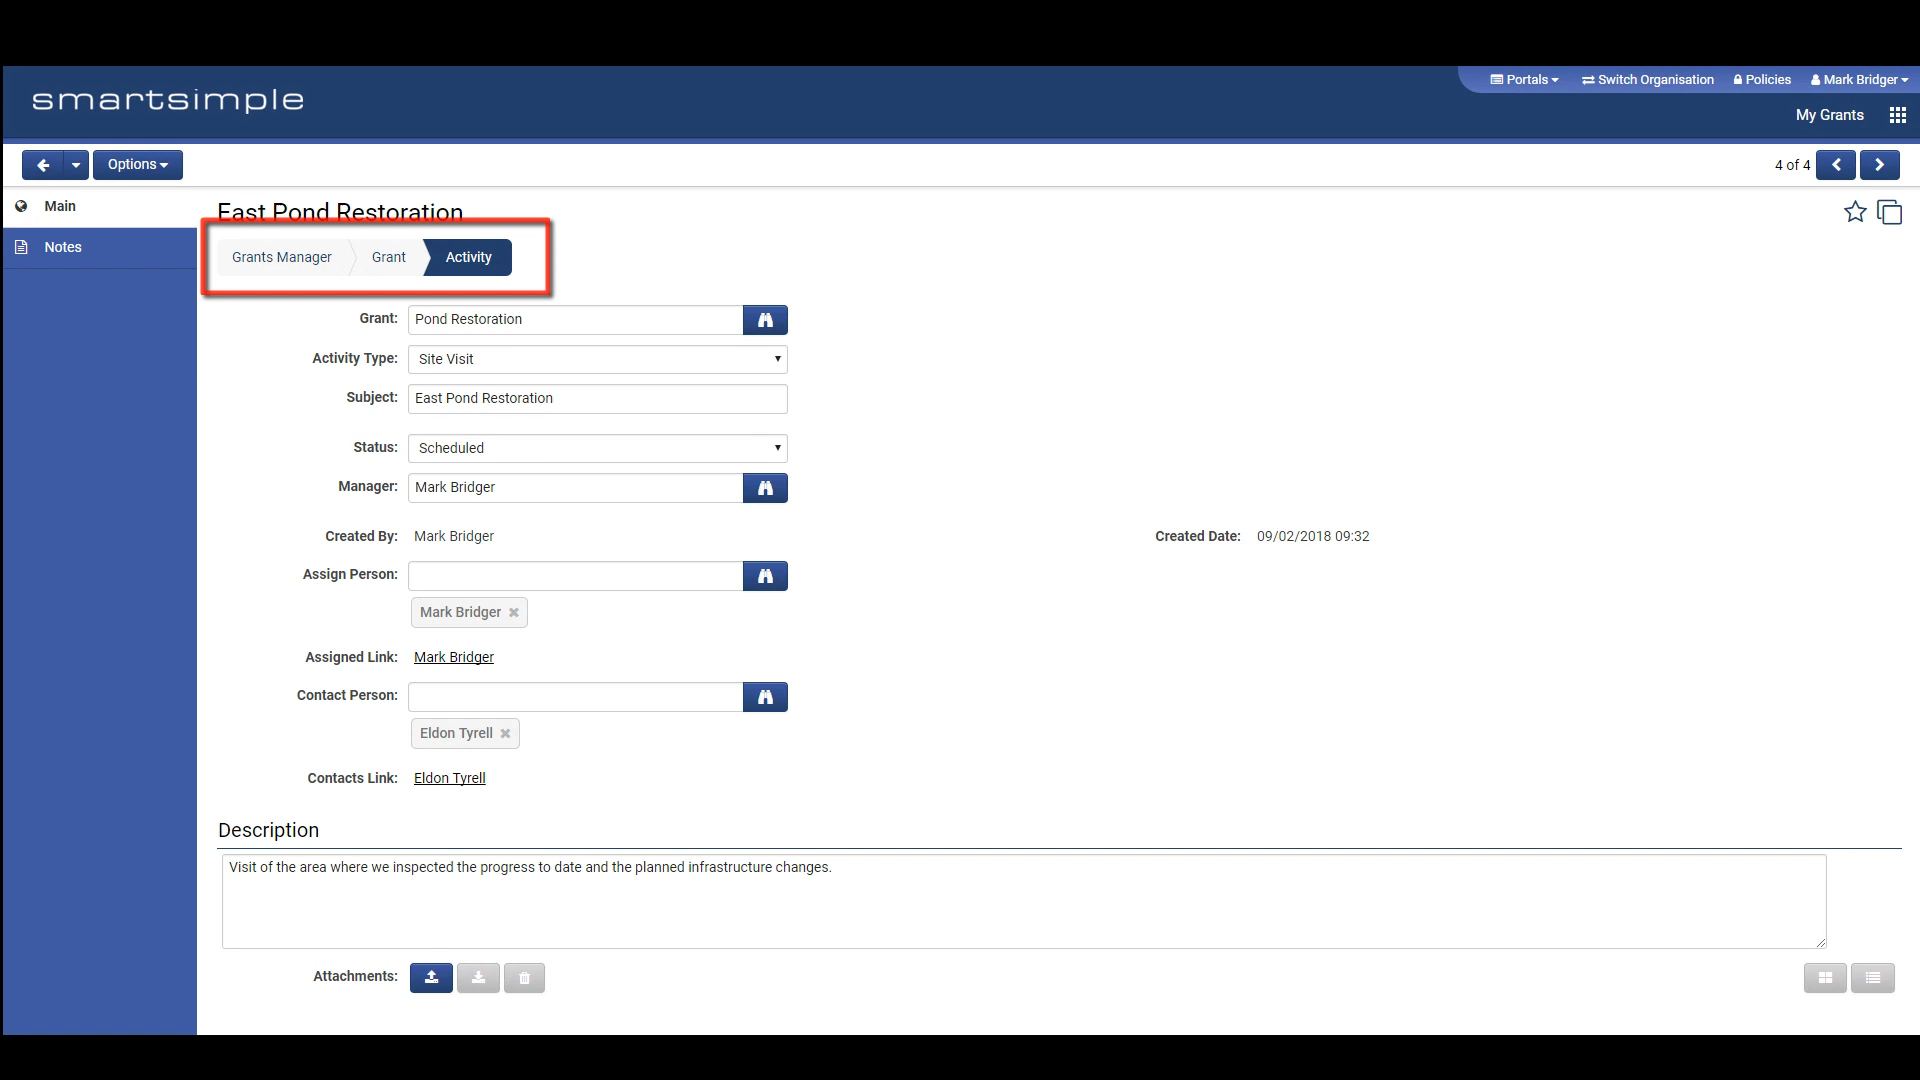 smartsimple
Portals Switch Organisation Policies Mark Bridger
My Grants
Options
4 of 4
Main
Notes
East Pond Restoration
Grants Manager Grant Activity
Grant: Pond Restoration
Activity Type: Site Visit
Subject: East Pond Restoration
Status: Scheduled
Manager: Mark Bridger
Created By: Mark Bridger Created Date: 09/02/2018 09:32
Assign Person:
Mark Bridger
Assigned Link: Mark Bridger
Contact Person:
Eldon Tyrell
Contacts Link: Eldon Tyrell
Description
Visit of the area where we inspected the progress to date and the planned infrastructure changes.
Attachments: